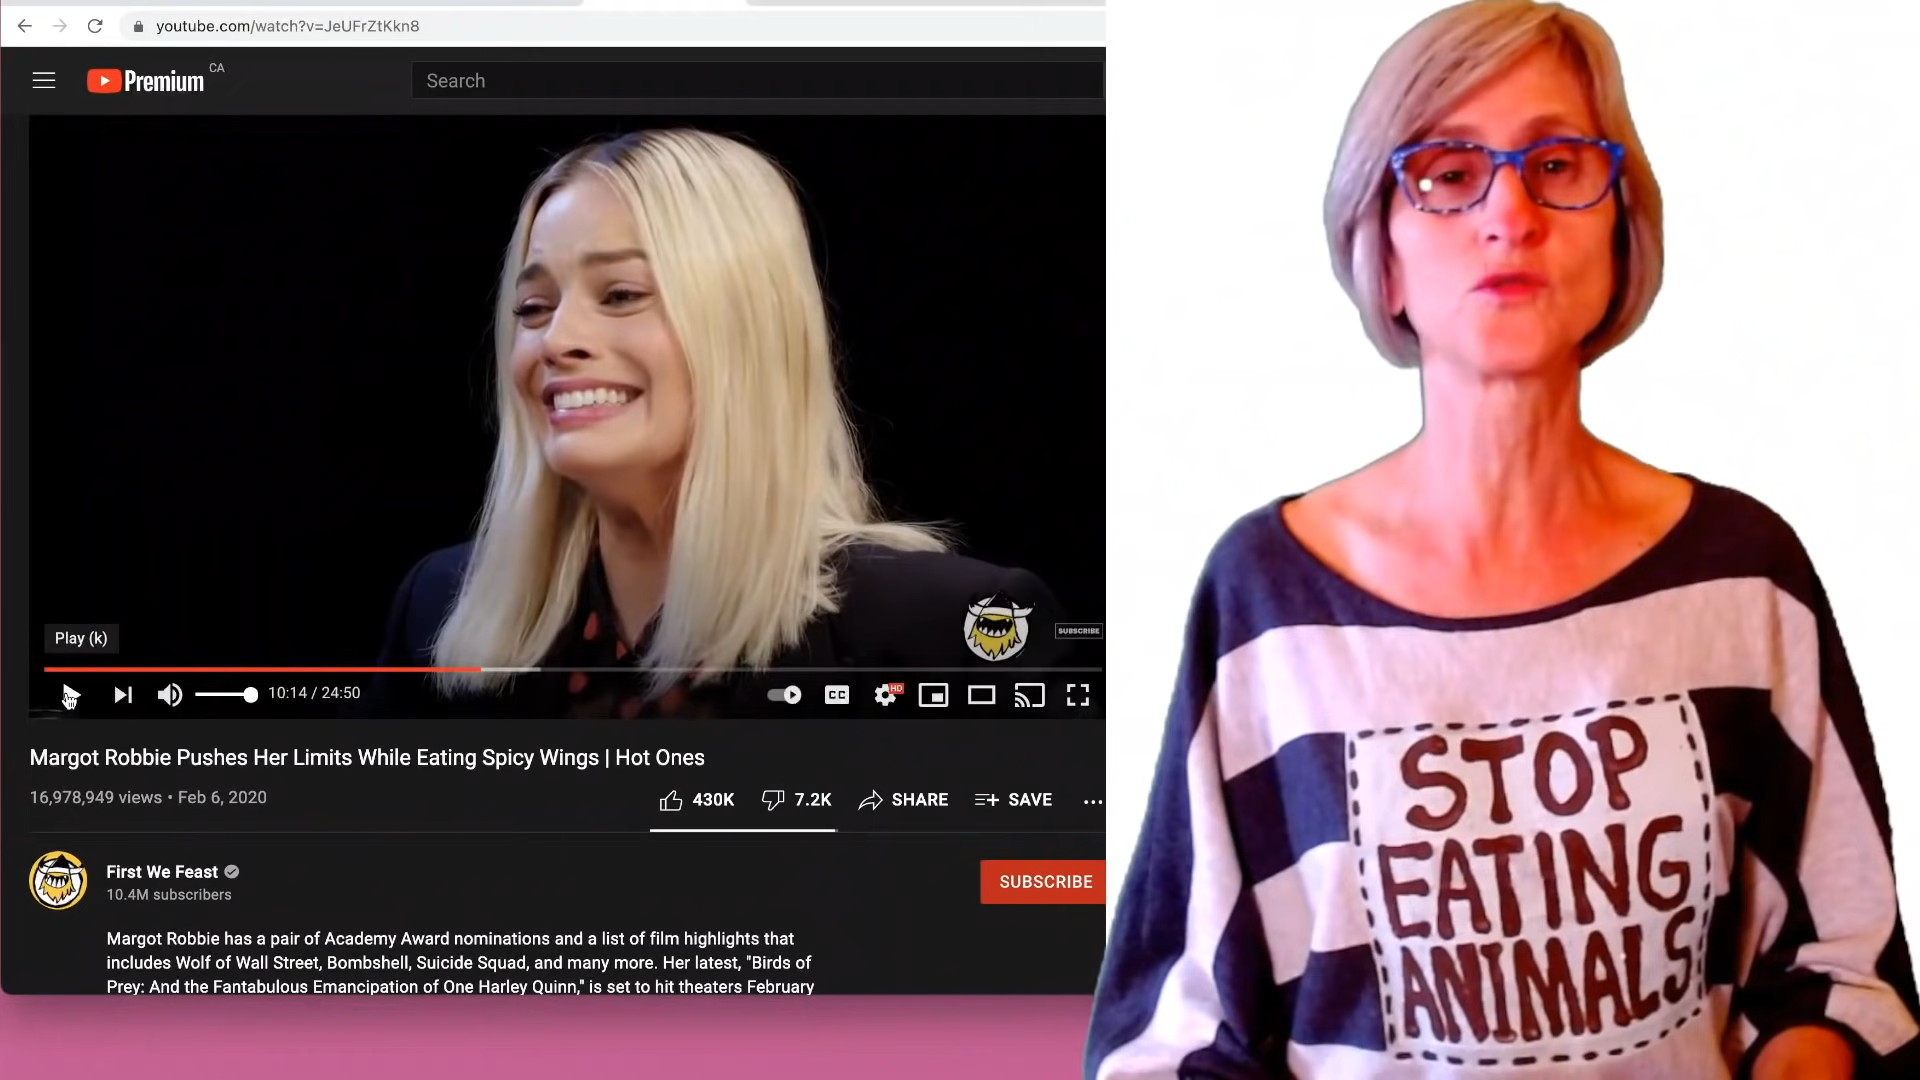 youtube.com/watch?v=JeUFrZtKkn8
Premium CA
Search
SUBSCRIBE
Play (k)
10:14 / 24:50
CC
HD
Margot Robbie Pushes Her Limits While Eating Spicy Wings | Hot Ones
16,978,949 views • Feb 6, 2020
430K
7.2K
SHARE
SAVE
First We Feast
10.4M subscribers
SUBSCRIBE
Margot Robbie has a pair of Academy Award nominations and a list of film highlights that
includes Wolf of Wall Street, Bombshell, Suicide Squad, and many more. Her latest, "Birds of
Prey: And the Fantabulous Emancipation of One Harley Quinn," is set to hit theaters February
STOP
EATING
ANIMALS